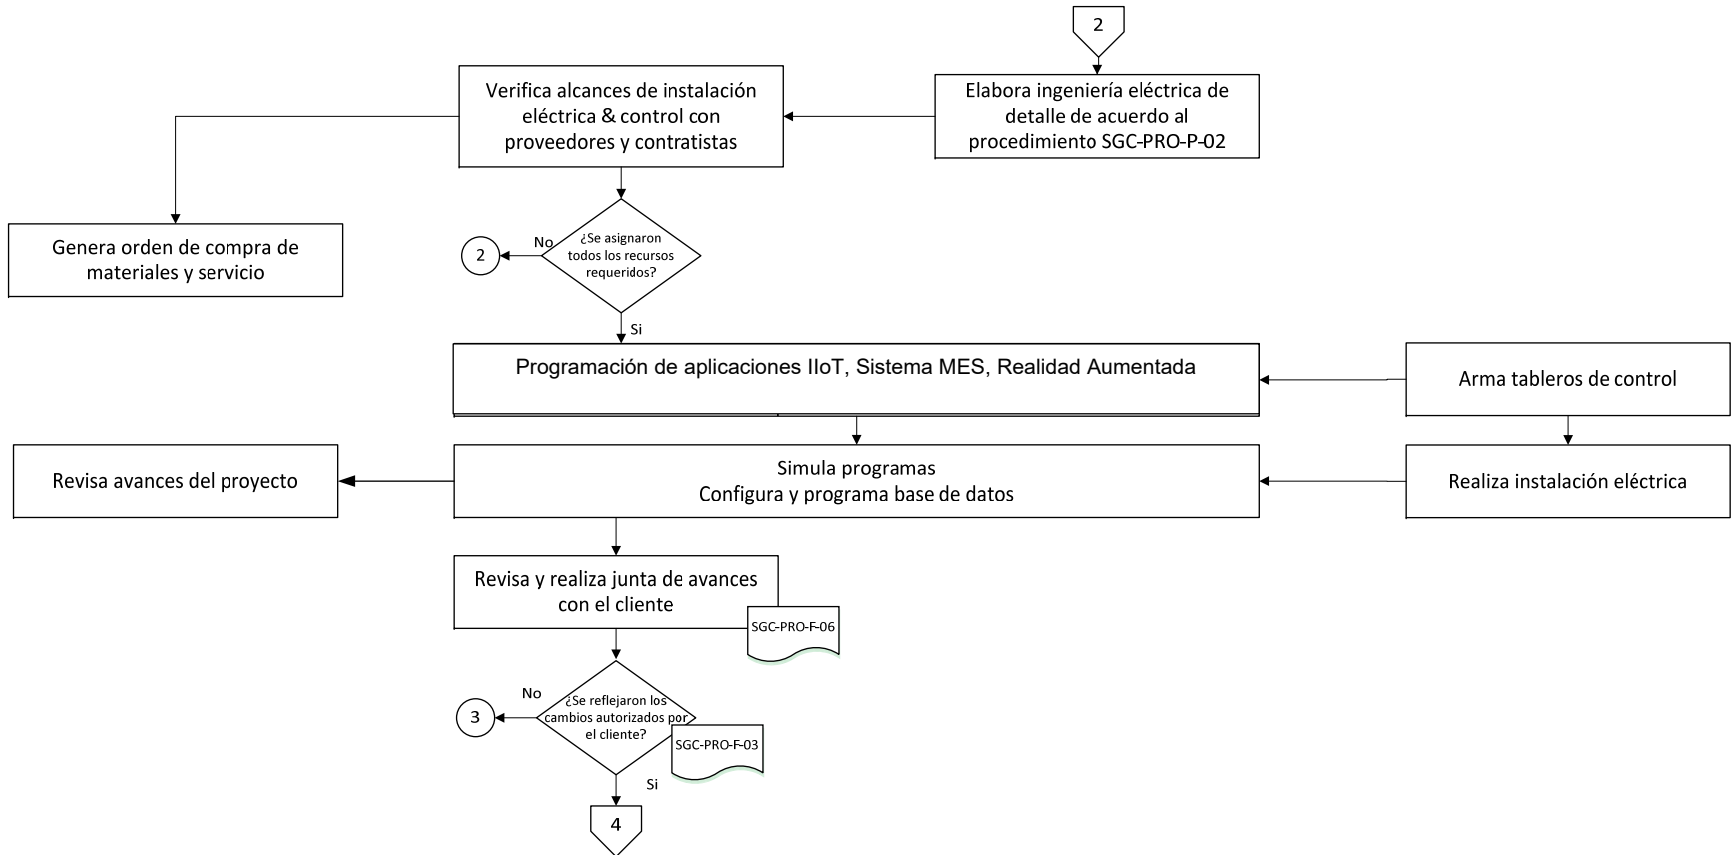 2
Elabora ingeniería eléctrica de
detalle de acuerdo al
procedimiento SGC-PRO-P-02
Verifica alcances de instalación
eléctrica & control con
proveedores y contratistas
Genera orden de compra de
materiales y servicio
¿Se asignaron
todos los recursos
requeridos?
No
2
Si
Programación de aplicaciones IIoT, Sistema MES, Realidad Aumentada
Arma tableros de control
Revisa avances del proyecto
Simula programas
Configura y programa base de datos
Realiza instalación eléctrica
Revisa y realiza junta de avances
con el cliente
SGC-PRO-F-06
No
3
¿Se reflejaron los
cambios autorizados por
el cliente?
SGC-PRO-F-03
Si
4